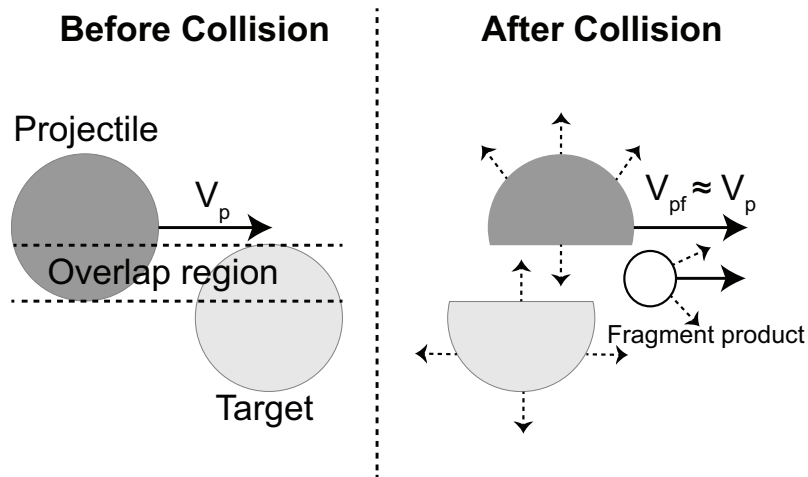 Before Collision
After Collision
Projectile
V_p
Overlap region
Target
V_pf ≈ V_p
Fragment product